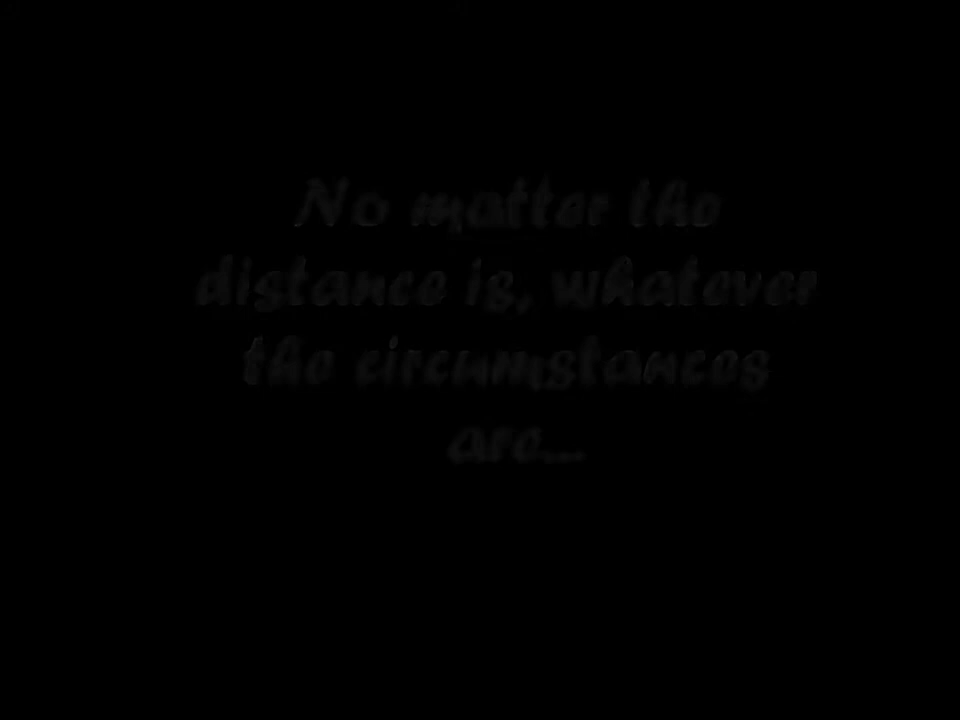 No matter the
distance is, whatever
the circumstances
are...